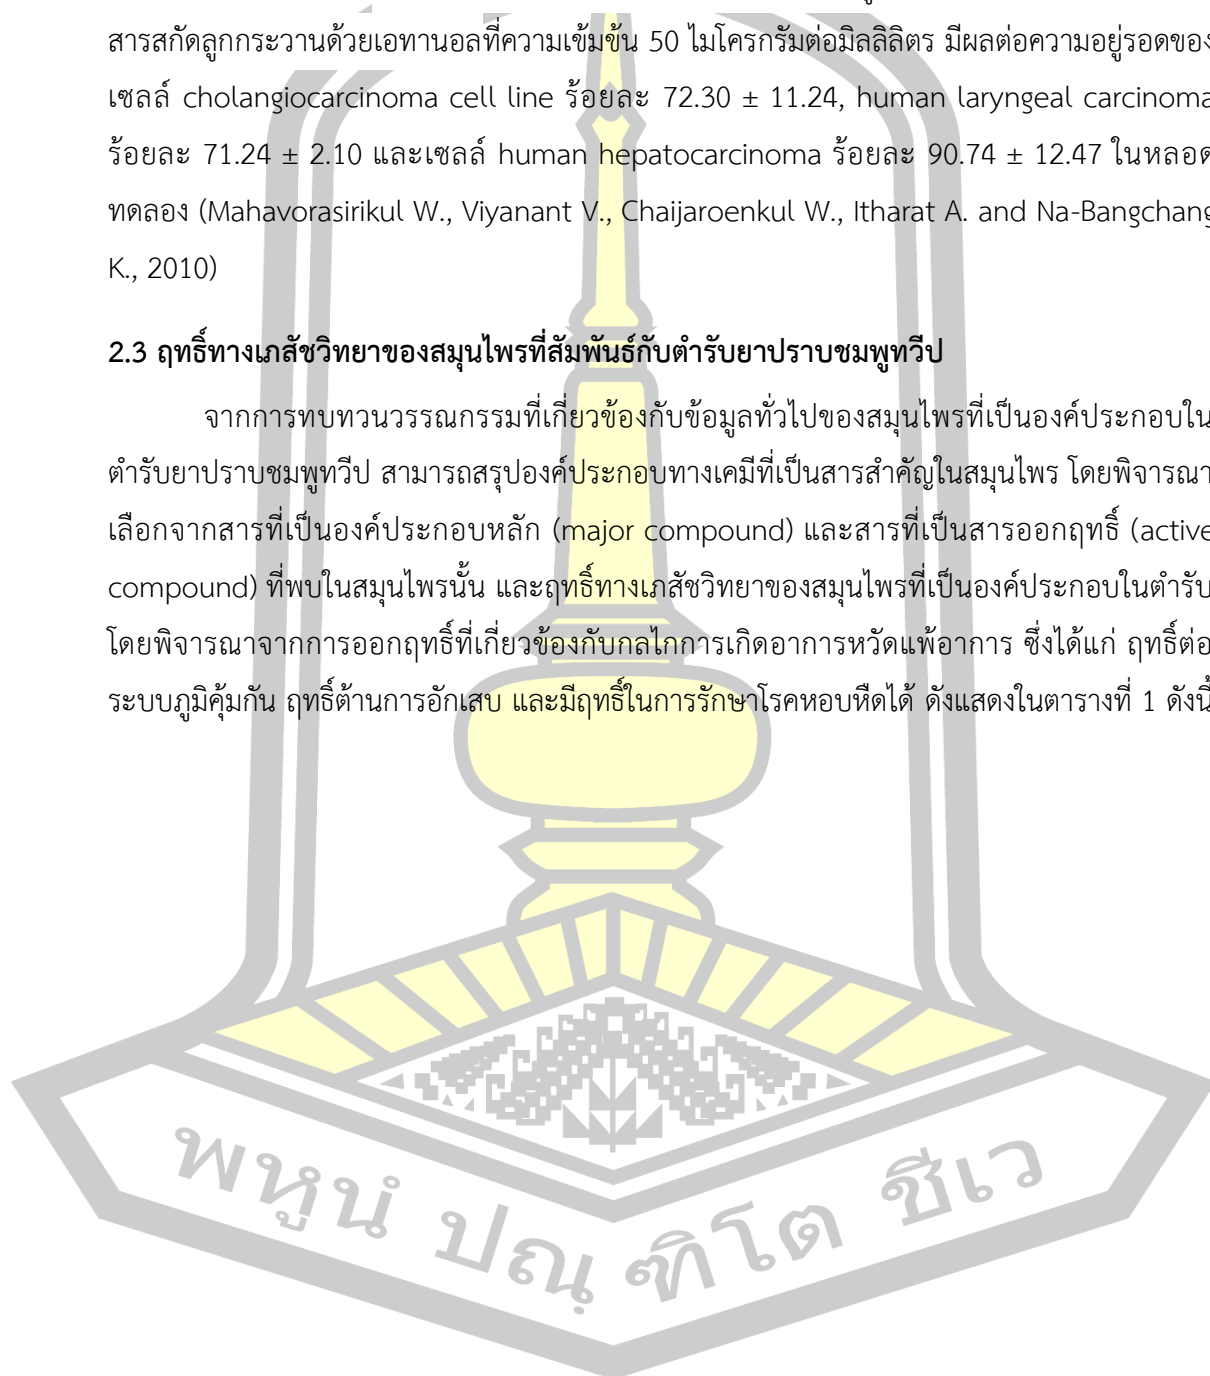 สารสกัดลูกกระวานด้วยเอทานอลที่ความเข้มข้น 50 ไมโครกรัมต่อมิลลิลิตร มีผลต่อความอยู่รอดของ
เซลล์ cholangiocarcinoma cell line ร้อยละ 72.30 ± 11.24, human laryngeal carcinoma
ร้อยละ 71.24 ± 2.10 และเซลล์ human hepatocarcinoma ร้อยละ 90.74 ± 12.47 ในหลอด
ทดลอง (Mahavorasirikul W., Viyanant V., Chaijaroenkul W., Itharat A. and Na-Bangchang
K., 2010)
2.3 ฤทธิ์ทางเภสัชวิทยาของสมุนไพรที่สัมพันธ์กับตำรับยาปราบชมพูทวีป
จากการทบทวนวรรณกรรมที่เกี่ยวข้องกับข้อมูลทั่วไปของสมุนไพรที่เป็นองค์ประกอบใน
ตำรับยาปราบชมพูทวีป สามารถสรุปองค์ประกอบทางเคมีที่เป็นสารสำคัญในสมุนไพร โดยพิจารณา
เลือกจากสารที่เป็นองค์ประกอบหลัก (major compound) และสารที่เป็นสารออกฤทธิ์ (active
compound) ที่พบในสมุนไพรนั้น และฤทธิ์ทางเภสัชวิทยาของสมุนไพรที่เป็นองค์ประกอบในตำรับ
โดยพิจารณาจากการออกฤทธิ์ที่เกี่ยวข้องกับกลไกการเกิดอาการหวัดแพ้อาการ ซึ่งได้แก่ ฤทธิ์ต่อ
ระบบภูมิคุ้มกัน ฤทธิ์ต้านการอักเสบ และมีฤทธิ์ในการรักษาโรคหอบหืดได้ ดังแสดงในตารางที่ 1 ดังนี้
พหูนํ ปณฺฑิโต ชีเว